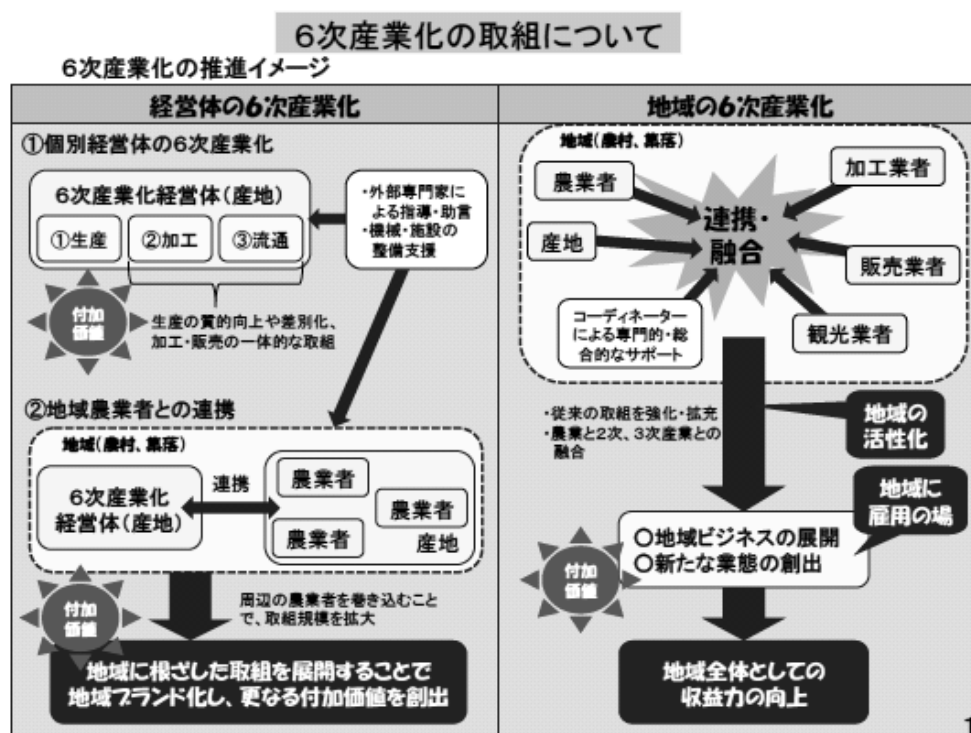 6次産業化の取組について
6次産業化の推進イメージ
経営体の6次産業化
①個別経営体の6次産業化
6次産業化経営体(産地)
①生産
②加工
③流通
・外部専門家に
よる指導・助言
・機械・施設の
整備支援
付加
価値
生産の質的向上や差別化、
加工・販売の一体的な取組
②地域農業者との連携
地域(農村、集落)
6次産業化
経営体(産地)
連携
農業者
農業者
農業者
産地
付加
価値
周辺の農業者を巻き込むこと
で、取組規模を拡大
地域に根ざした取組を展開することで
地域ブランド化し、更なる付加価値を創出
地域の6次産業化
地域(農村、集落)
農業者
加工業者
連携・
融合
産地
販売業者
コーディネーター
による専門的・総
合的なサポート
観光業者
・従来の取組を強化・拡充
・農業と2次、3次産業との
融合
地域の
活性化
地域に
雇用の場
○地域ビジネスの展開
○新たな業態の創出
付加
価値
地域全体としての
収益力の向上
1